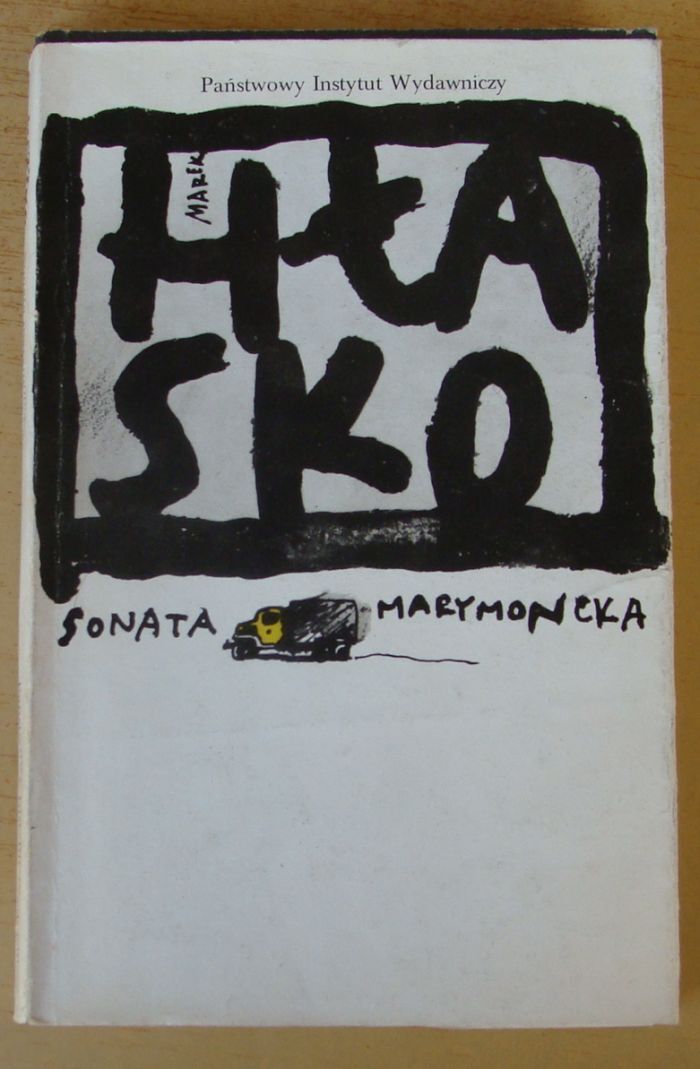 Państwowy Instytut Wydawniczy
MAREK
HŁA
SKO
SONATA MARYMONCKA